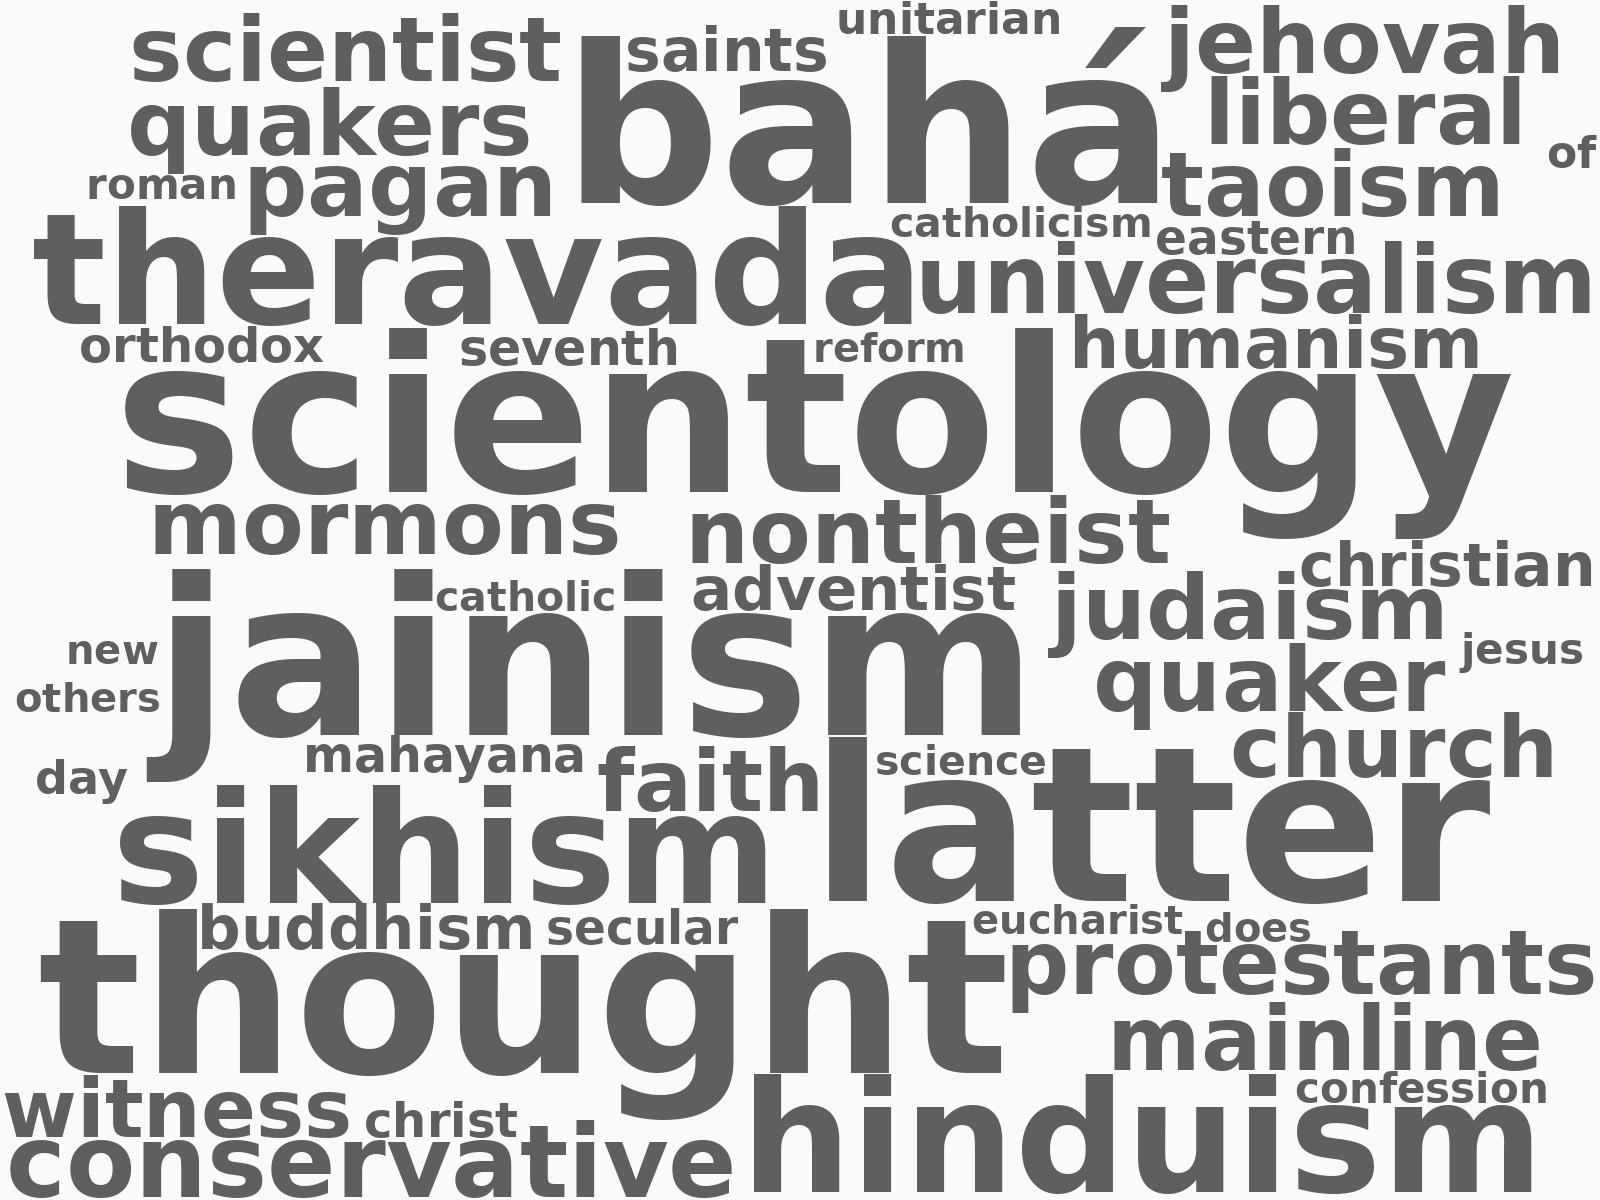 unitarian
scientist saints bahá jehovah
quakers liberal
roman pagan taoism of
theravada catholicism eastern
universalism
orthodox seventh reform humanism
scientology
mormons nontheist
christian
jainism catholic adventist judaism
new quaker jesus
others
day mahayana faith latter science church
sikhism
buddhism secular eucharist does
thought protestants
mainline
witness christ hinduism confession
conservative